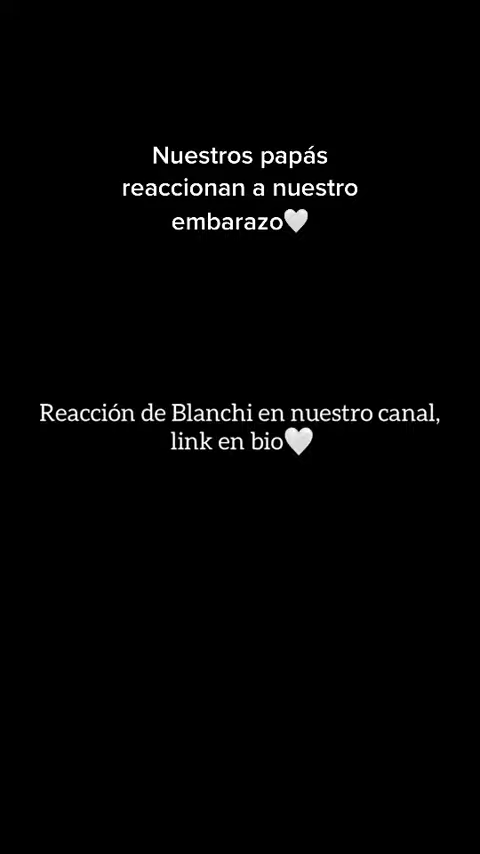 Nuestros papás
reaccionan a nuestro
embarazo🤍
Reacción de Blanchi en nuestro canal,
link en bio🤍